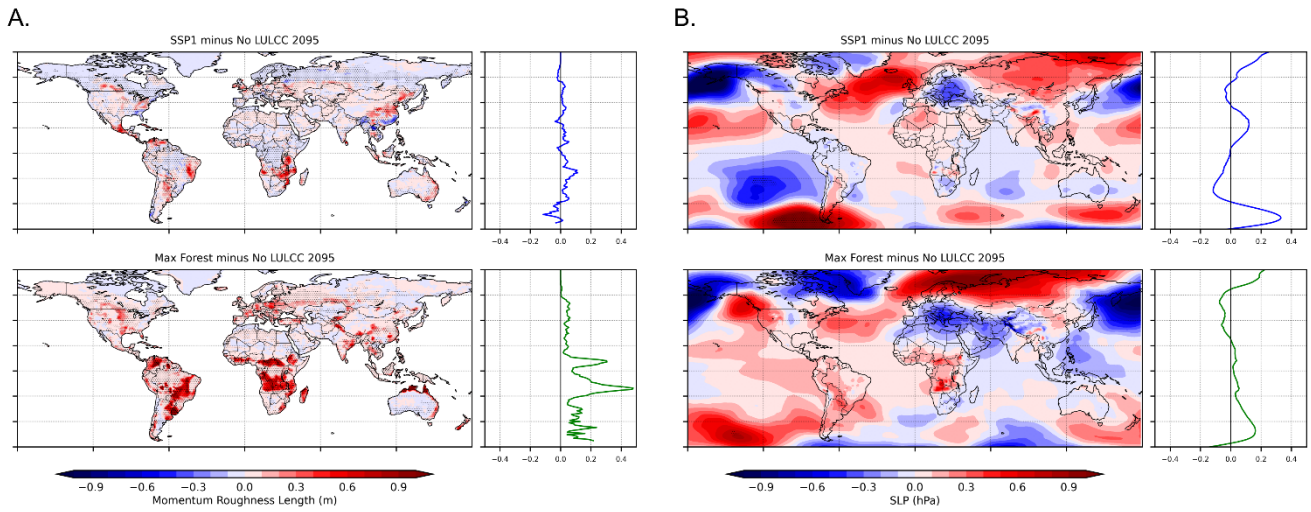 A.
B.
SSP1 minus No LULCC 2095
SSP1 minus No LULCC 2095
−0.4 −0.2 0.0 0.2 0.4
−0.4 −0.2 0.0 0.2 0.4
Max Forest minus No LULCC 2095
Max Forest minus No LULCC 2095
−0.4 −0.2 0.0 0.2 0.4
−0.4 −0.2 0.0 0.2 0.4
−0.9 −0.6 −0.3 0.0 0.3 0.6 0.9
Momentum Roughness Length (m)
−0.9 −0.6 −0.3 0.0 0.3 0.6 0.9
SLP (hPa)